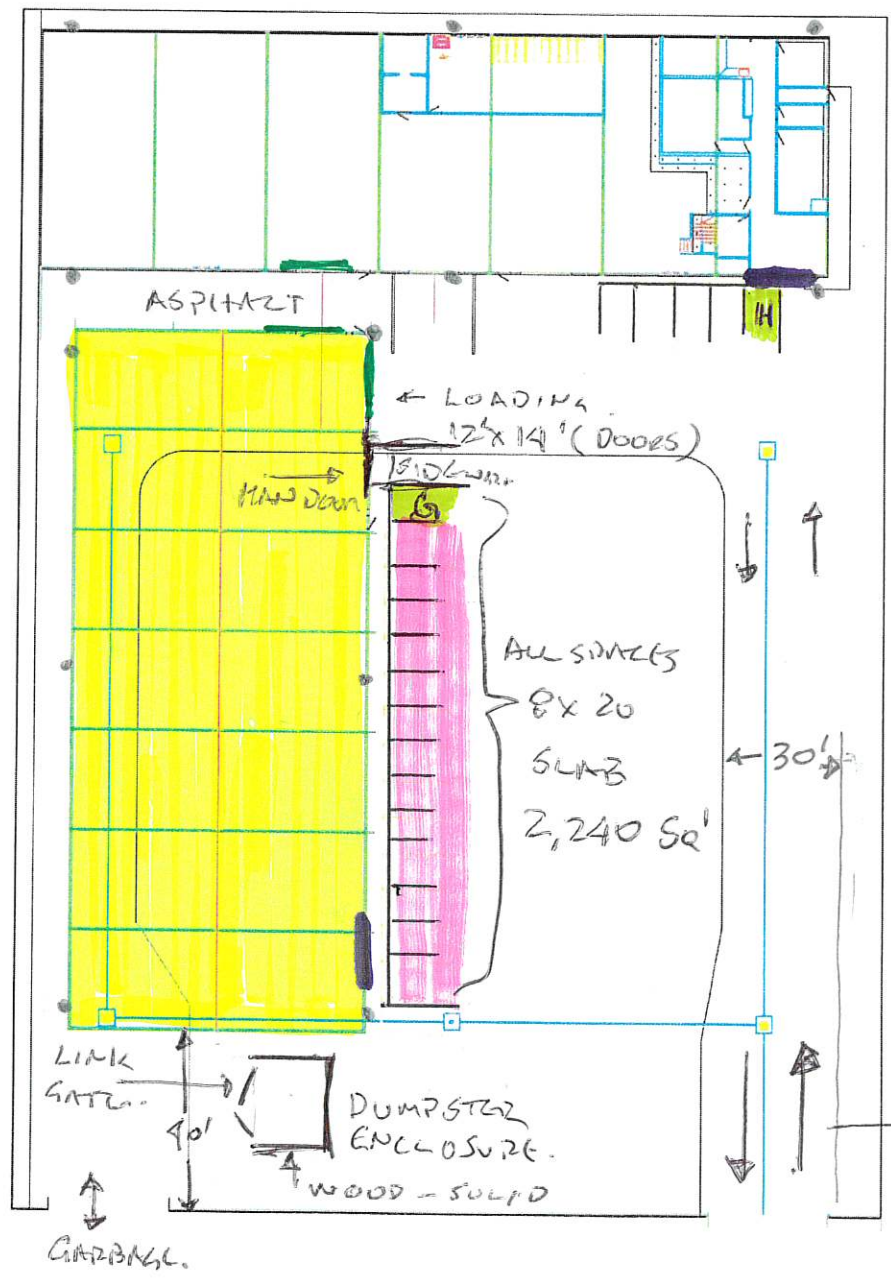 ASPHALT
H
← LOADING
12'x 14' (DOORS)
SIDEWALK
MAN DOOR
G
ALL SPACES
8 x 20
SLAB
2,240 SQ'
← 30' →
LINK
GATE.
40'
DUMPSTER
ENCLOSURE.
WOOD - SOLID
GARBAGE.